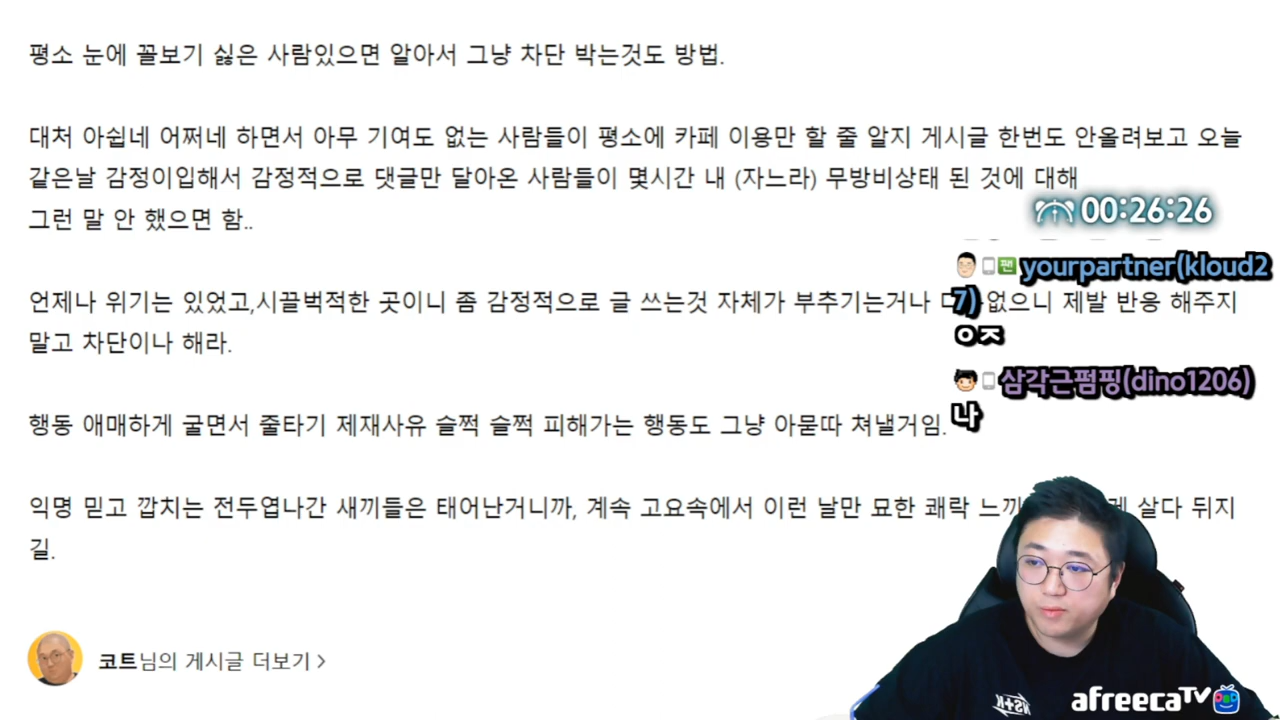 평소 눈에 꼴보기 싫은 사람있으면 알아서 그냥 차단 박는것도 방법.
대처 아쉽네 어쩌네 하면서 아무 기여도 없는 사람들이 평소에 카페 이용만 할 줄 알지 게시글 한번도 안올려보고 오늘
같은날 감정이입해서 감정적으로 댓글만 달아온 사람들이 몇시간 내 (자느라) 무방비상태 된 것에 대해
그런 말 안 했으면 함..
00:26:26
yourpartner(kloud2
7)
ㅇㅈ
언제나 위기는 있었고,시끌벅적한 곳이니 좀 감정적으로 글 쓰는것 자체가 부추기는거나 없으니 제발 반응 해주지
말고 차단이나 해라.
삼각근펌핑(dino1206)
나
행동 애매하게 굴면서 줄타기 제재사유 슬쩍 슬쩍 피해가는 행동도 그냥 아묻따 쳐낼거임.
익명 믿고 깝치는 전두엽나간 새끼들은 태어난거니까, 계속 고요속에서 이런 날만 묘한 쾌락 느끼 살다 뒤지
길.
코트님의 게시글 더보기 >
NS+K
afreecaTV